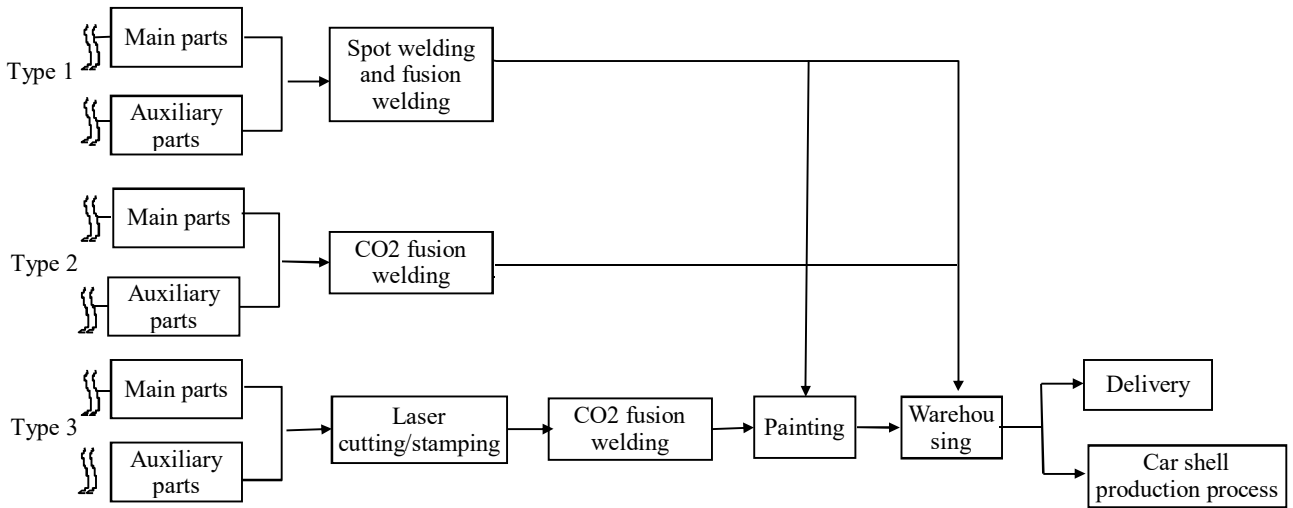 Type 1
Main parts
Auxiliary
parts
Spot welding
and fusion
welding
Type 2
Main parts
Auxiliary
parts
CO2 fusion
welding
Type 3
Main parts
Auxiliary
parts
Laser
cutting/stamping
CO2 fusion
welding
Painting
Warehou
sing
Delivery
Car shell
production process